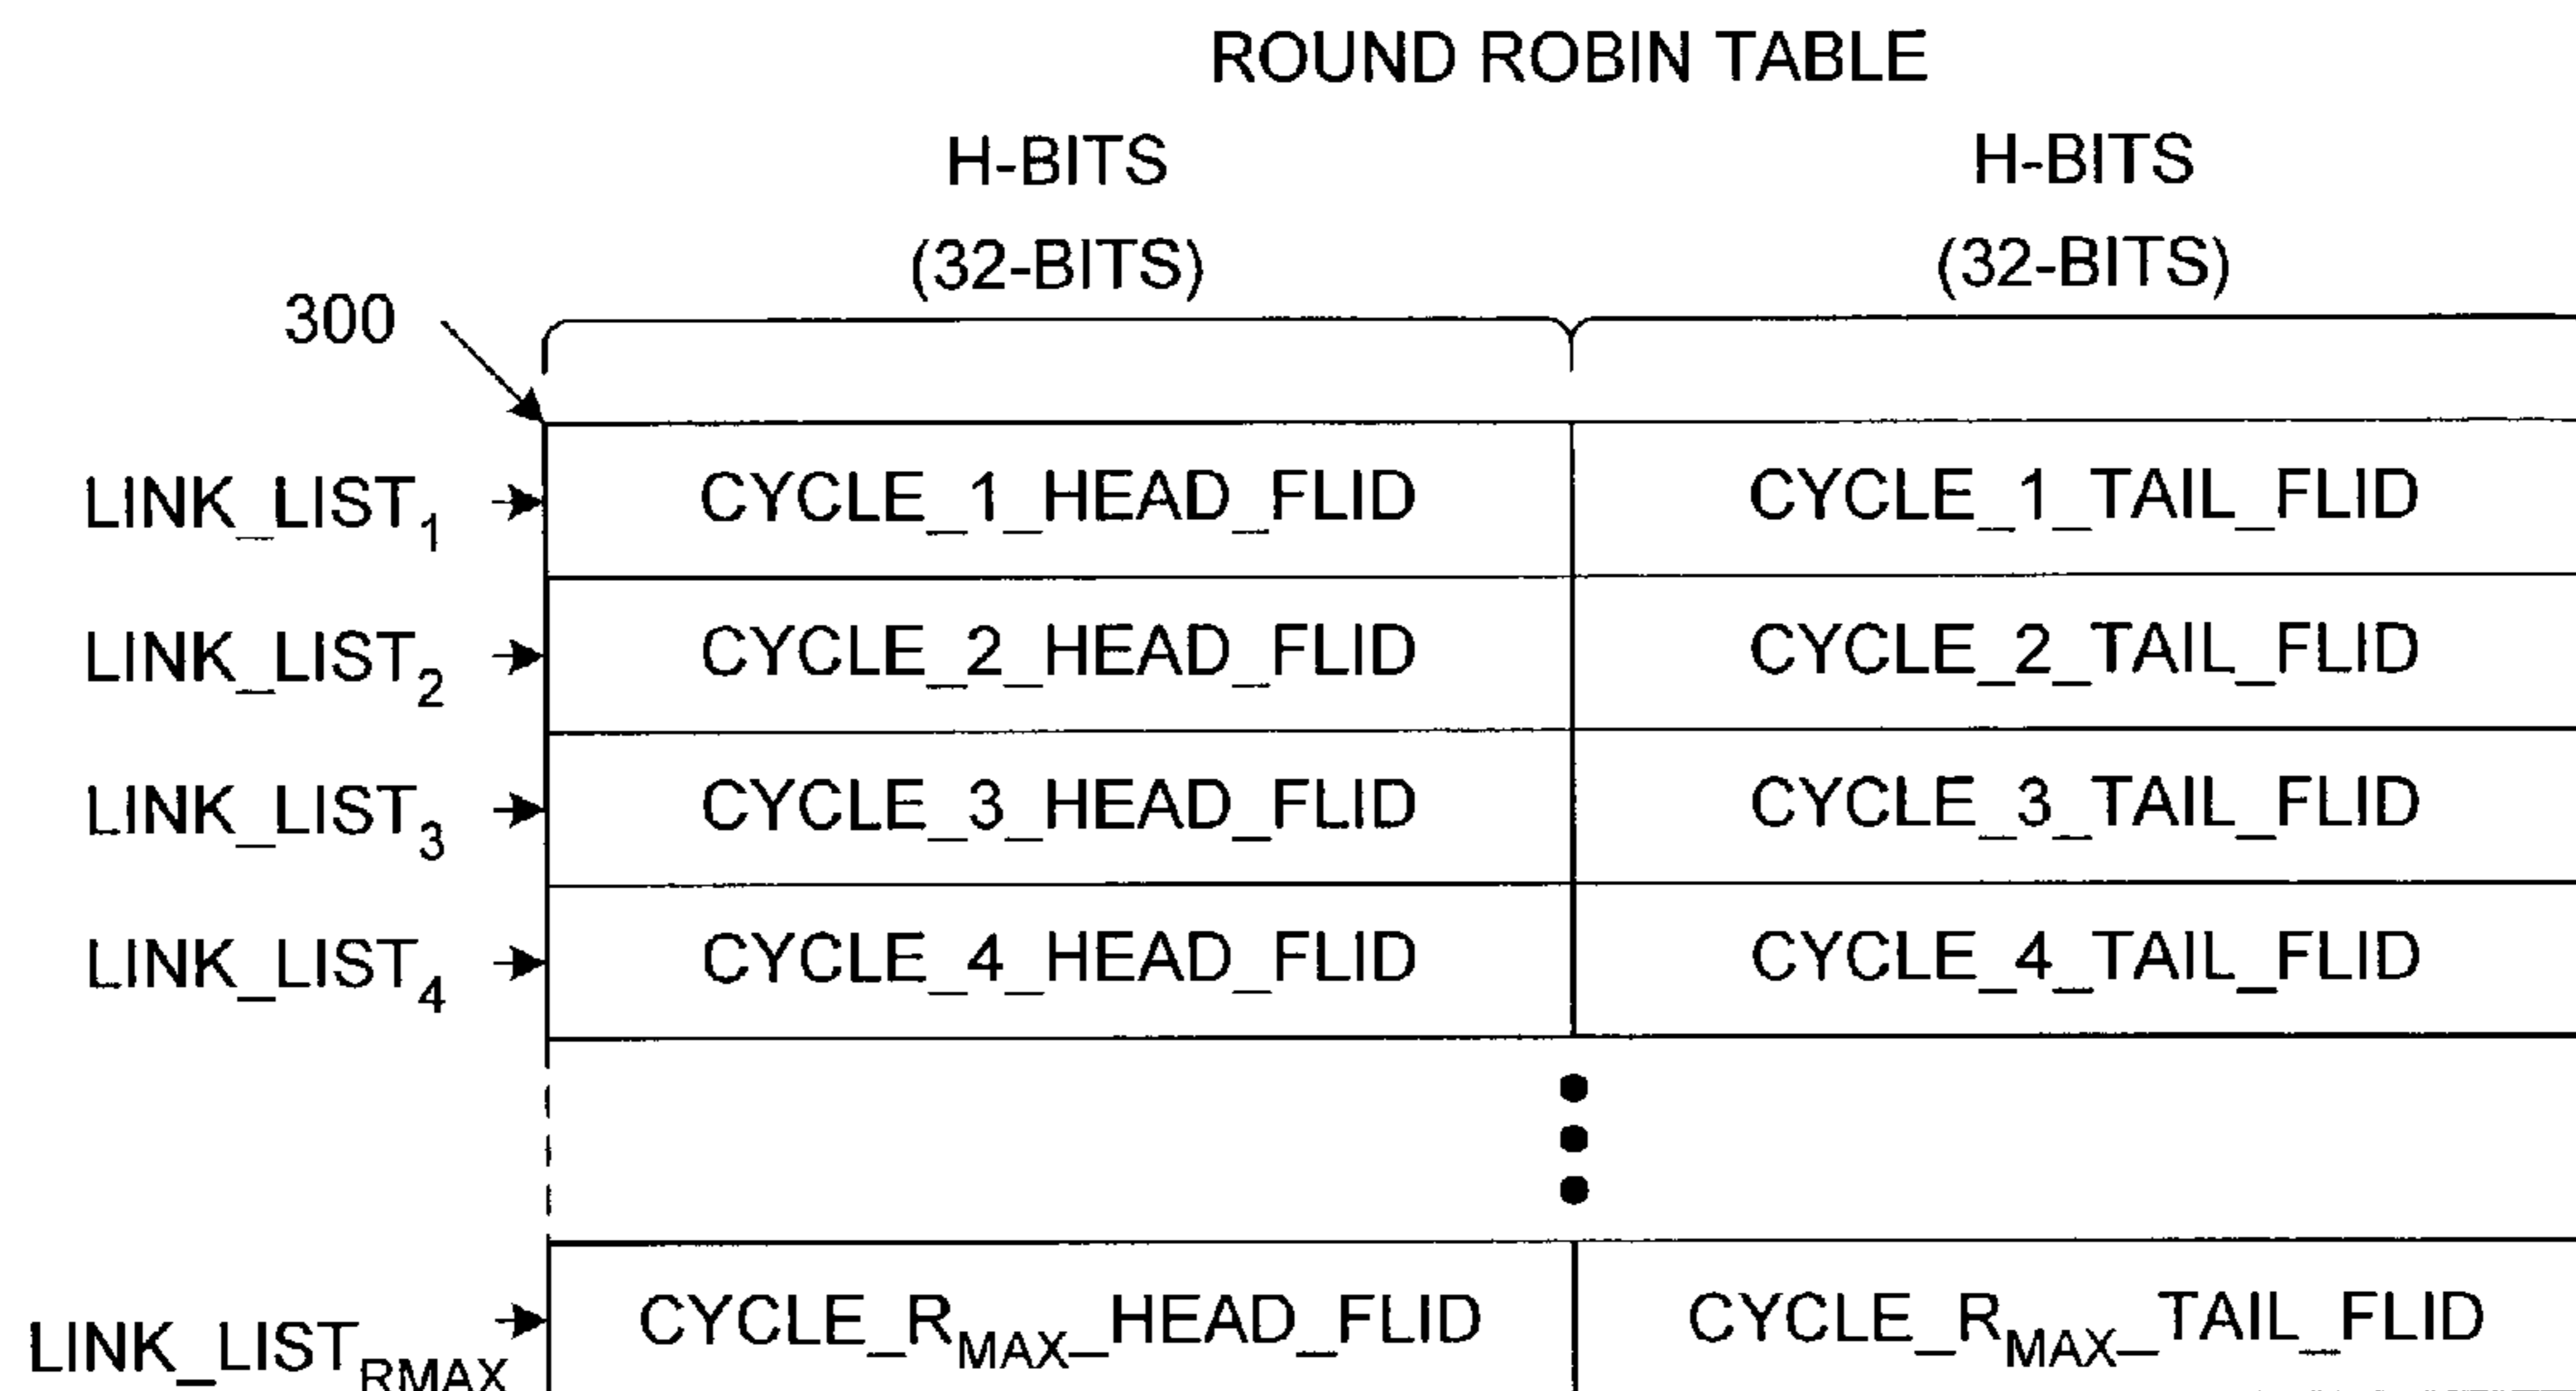 ROUND ROBIN TABLE
H-BITS H-BITS
(32-BITS) (32-BITS)
300
LINK_LIST1 CYCLE_1_HEAD_FLID CYCLE_1_TAIL_FLID
LINK_LIST2 CYCLE_2_HEAD_FLID CYCLE_2_TAIL_FLID
LINK_LIST3 CYCLE_3_HEAD_FLID CYCLE_3_TAIL_FLID
LINK_LIST4 CYCLE_4_HEAD_FLID CYCLE_4_TAIL_FLID
LINK_LISTRMAX CYCLE_RMAX_HEAD_FLID CYCLE_RMAX_TAIL_FLID